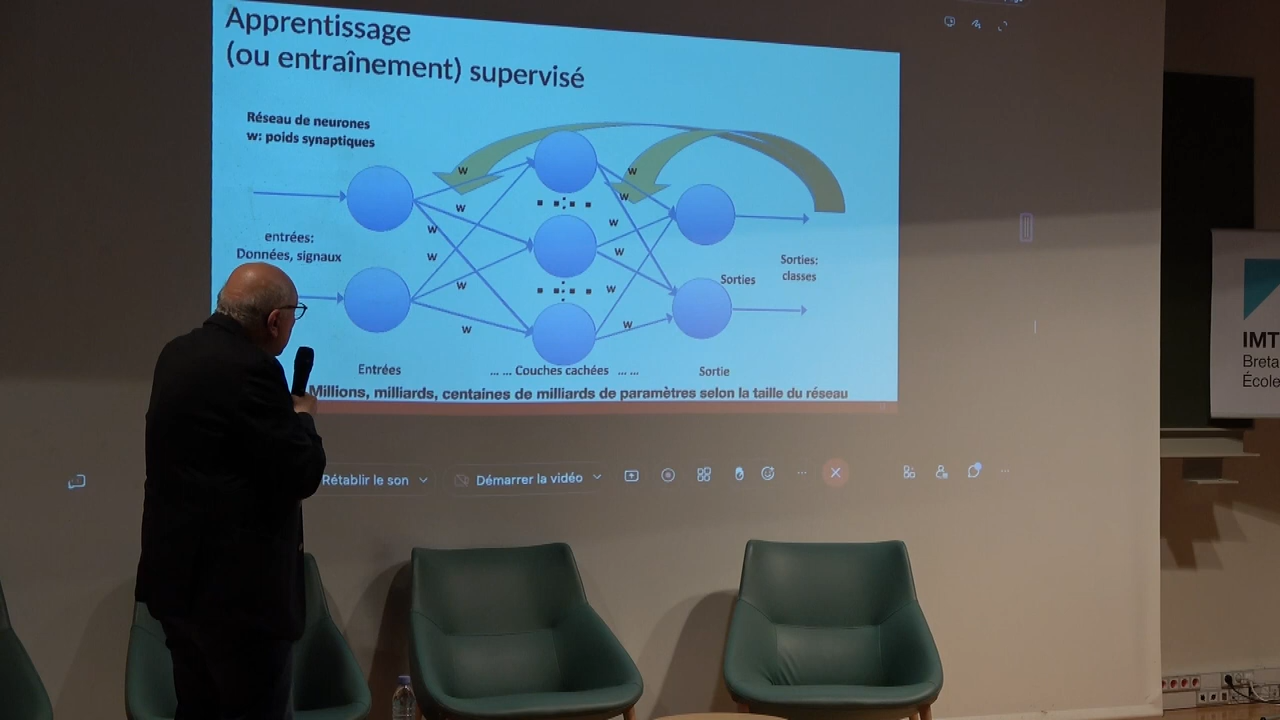 Apprentissage
(ou entraînement) supervisé
Réseau de neurones
w: poids synaptiques
w
w
w
w
w
w
w
w
w
w
w
w
entrées:
Données, signaux
Sorties:
classes
Sorties
Entrées
... ... Couches cachées ... ...
Sortie
Millions, milliards, centaines de milliards de paramètres selon la taille du réseau
Rétablir le son
Démarrer la vidéo
IMT
Breta
École